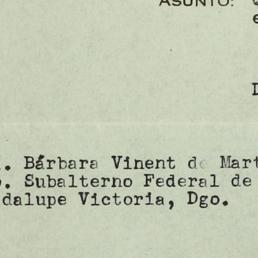 ASUNTO:
. Bárbara Vinent de Mart
. Subalterno Federal de
dalupe Victoria, Dgo.